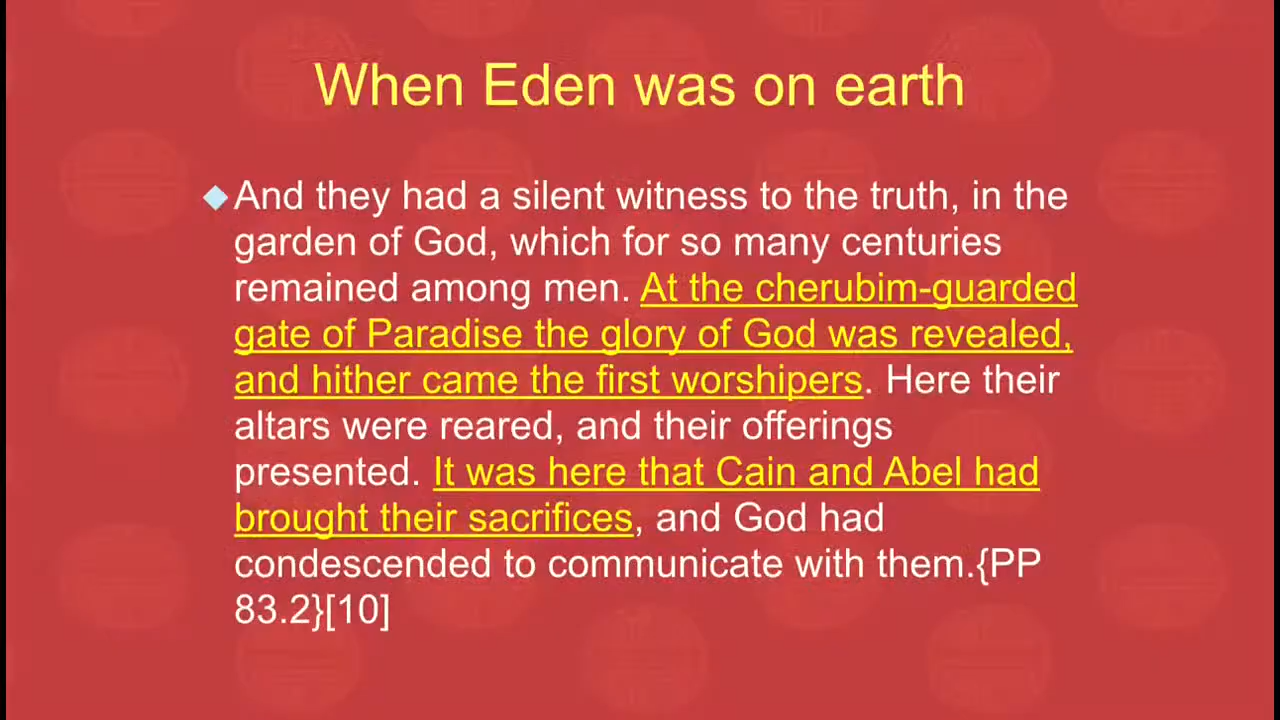 When Eden was on earth
And they had a silent witness to the truth, in the
garden of God, which for so many centuries
remained among men. At the cherubim-guarded
gate of Paradise the glory of God was revealed,
and hither came the first worshipers. Here their
altars were reared, and their offerings
presented. It was here that Cain and Abel had
brought their sacrifices, and God had
condescended to communicate with them.{PP
83.2}[10]